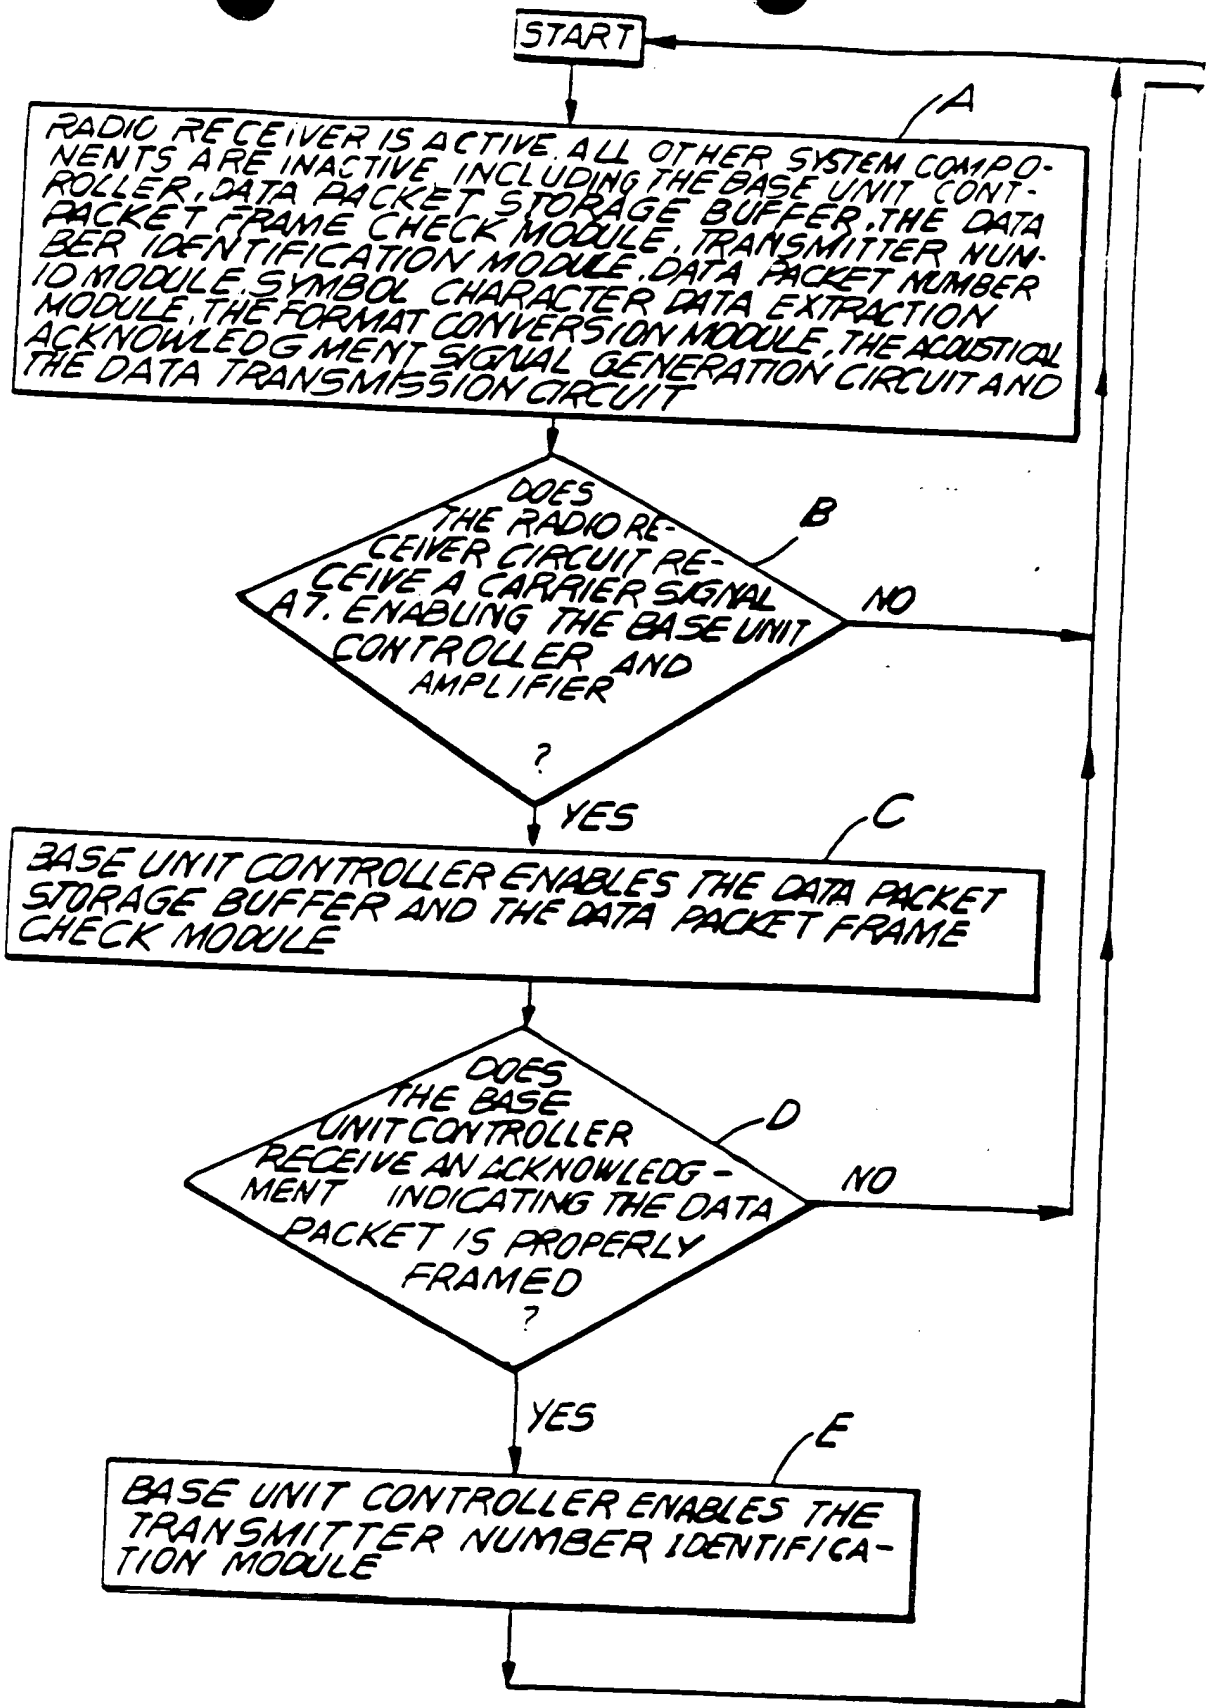 START
A
RADIO RECEIVER IS ACTIVE. ALL OTHER SYSTEM COMPO-
NENTS ARE INACTIVE, INCLUDING THE BASE UNIT CONT-
ROLLER, DATA PACKET STORAGE BUFFER, THE DATA
PACKET FRAME CHECK MODULE, TRANSMITTER NUM-
BER IDENTIFICATION MODULE, DATA PACKET NUMBER
ID MODULE, SYMBOL CHARACTER DATA EXTRACTION
MODULE, THE FORMAT CONVERSION MODULE, THE ACOUSTICAL
ACKNOWLEDGMENT SIGNAL GENERATION CIRCUIT AND
THE DATA TRANSMISSION CIRCUIT
B
DOES
THE RADIO RE-
CEIVER CIRCUIT RE-
CEIVE A CARRIER SIGNAL
A7. ENABLING THE BASE UNIT
CONTROLLER AND
AMPLIFIER
?
NO
YES
C
BASE UNIT CONTROLLER ENABLES THE DATA PACKET
STORAGE BUFFER AND THE DATA PACKET FRAME
CHECK MODULE
D
DOES
THE BASE
UNIT CONTROLLER
RECEIVE AN ACKNOWLEDG-
MENT INDICATING THE DATA
PACKET IS PROPERLY
FRAMED
?
NO
YES
E
BASE UNIT CONTROLLER ENABLES THE
TRANSMITTER NUMBER IDENTIFICA-
TION MODULE